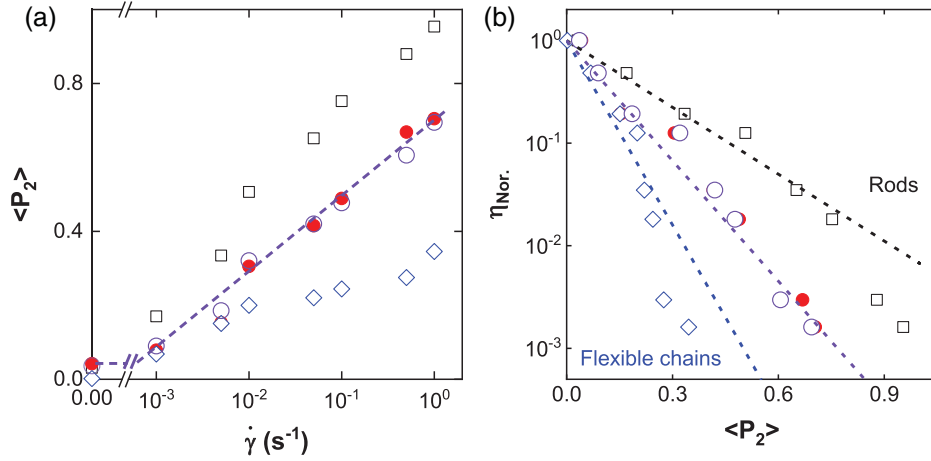 (a)
0.8
0.4
0.0
<P₂>
0.00
10⁻³
10⁻²
10⁻¹
10⁰
γ̇ (s⁻¹)
(b)
10⁰
10⁻¹
10⁻²
10⁻³
η_Nor.
Rods
Flexible chains
0.0
0.3
0.6
0.9
<P₂>